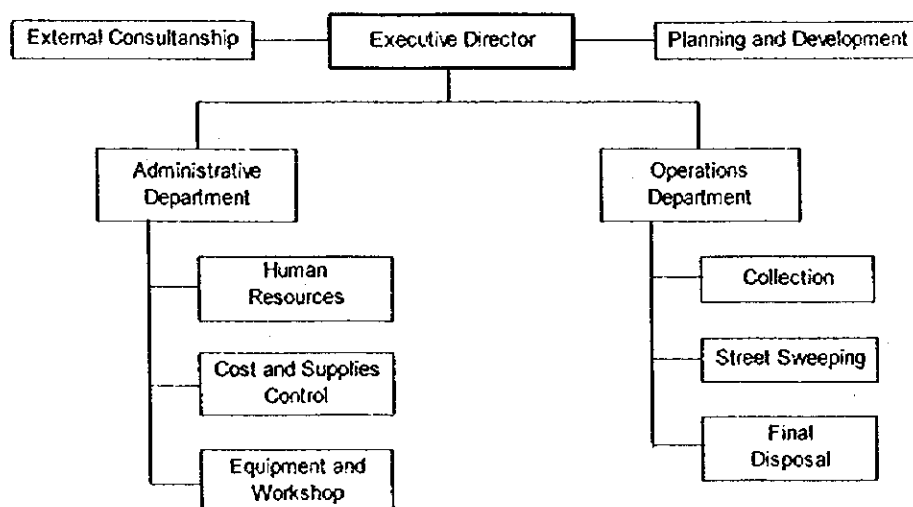 External Consultanship
Executive Director
Planning and Development
Administrative
Department
Operations
Department
Human
Resources
Cost and Supplies
Control
Equipment and
Workshop
Collection
Street Sweeping
Final
Disposal